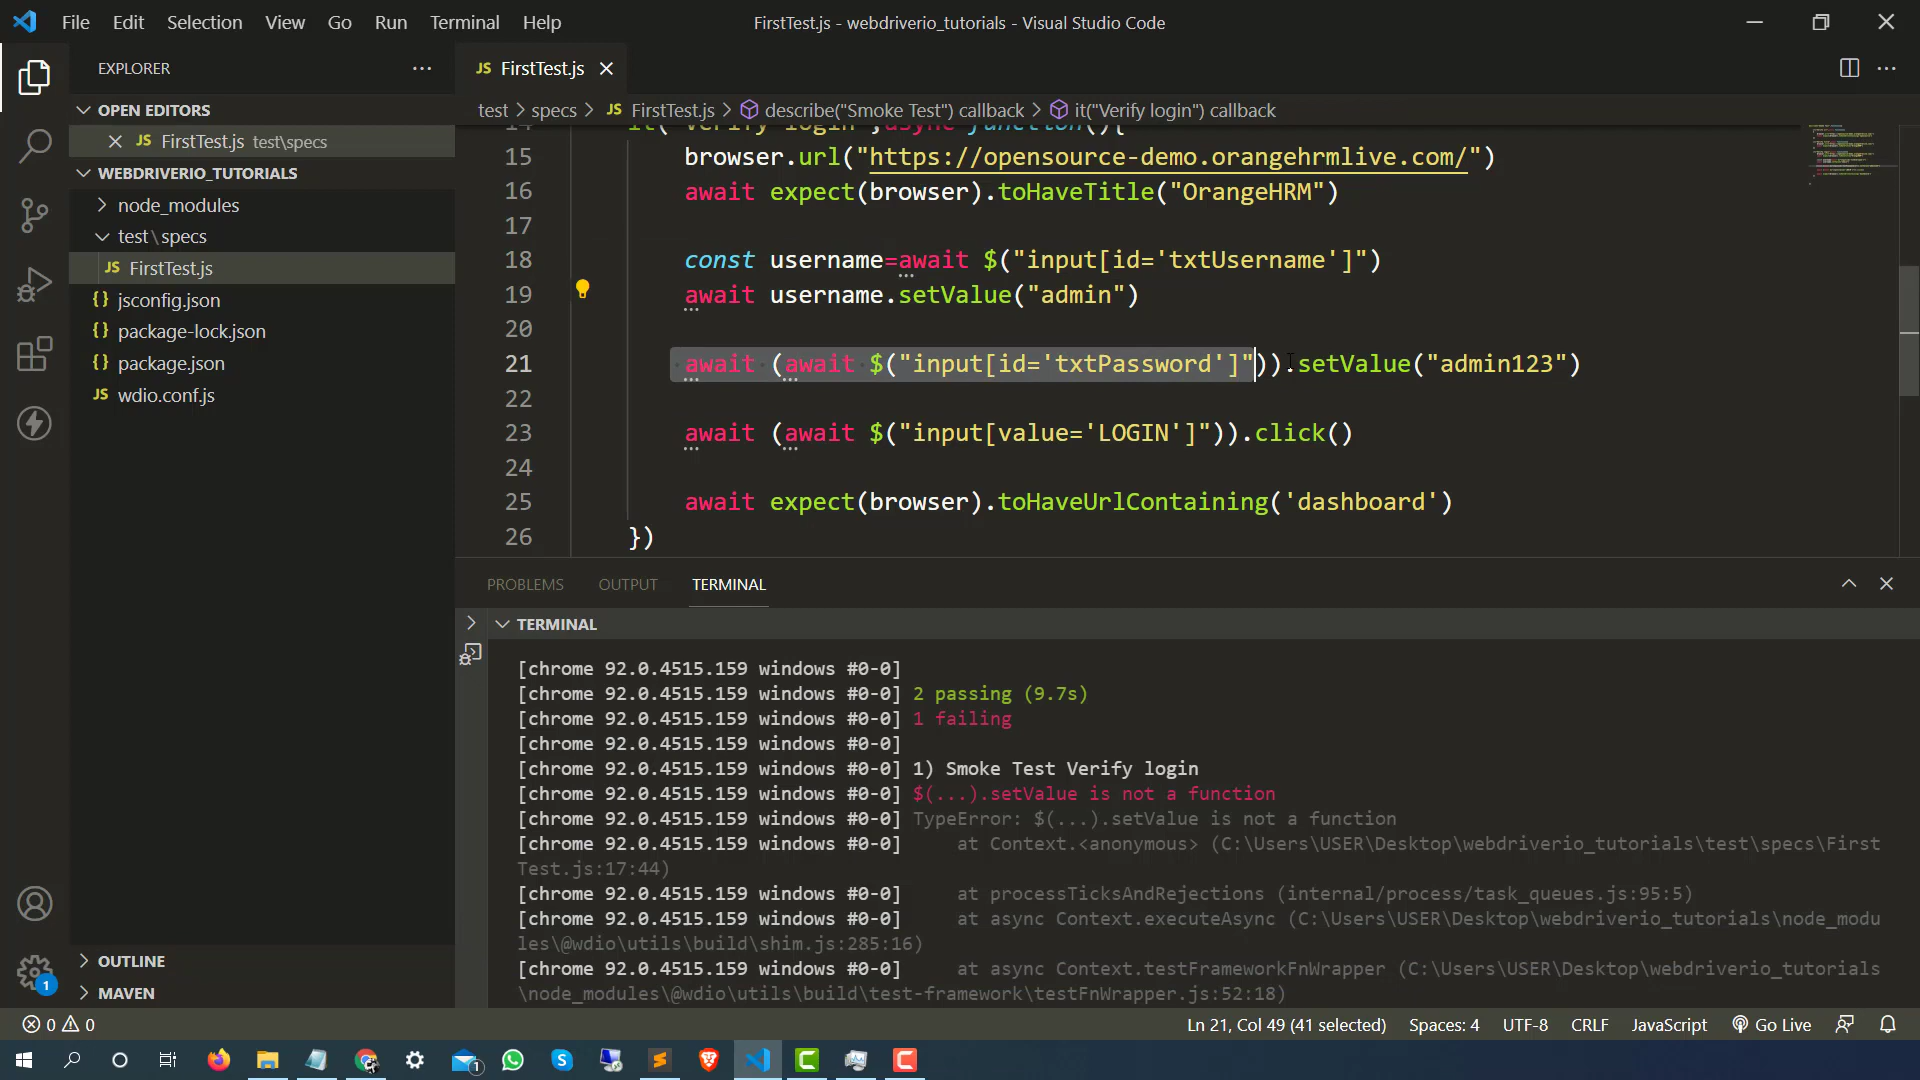 File Edit Selection View Go Run Terminal Help
FirstTest.js - webdriverio_tutorials - Visual Studio Code
EXPLORER
OPEN EDITORS
JS FirstTest.js test\specs
WEBDRIVERIO_TUTORIALS
node_modules
test\specs
JS FirstTest.js
{} jsconfig.json
{} package-lock.json
{} package.json
JS wdio.conf.js
OUTLINE
MAVEN
JS FirstTest.js
test > specs > JS FirstTest.js > describe("Smoke Test") callback > it("Verify login") callback
14 it("Verify login",async function(){
15 browser.url("https://opensource-demo.orangehrmlive.com/")
16 await expect(browser).toHaveTitle("OrangeHRM")
17
18 const username=await $("input[id='txtUsername']")
19 await username.setValue("admin")
20
21 await (await $("input[id='txtPassword']")).setValue("admin123")
22
23 await (await $("input[value='LOGIN']")).click()
24
25 await expect(browser).toHaveUrlContaining('dashboard')
26 })
PROBLEMS OUTPUT TERMINAL
TERMINAL
[chrome 92.0.4515.159 windows #0-0]
[chrome 92.0.4515.159 windows #0-0] 2 passing (9.7s)
[chrome 92.0.4515.159 windows #0-0] 1 failing
[chrome 92.0.4515.159 windows #0-0]
[chrome 92.0.4515.159 windows #0-0] 1) Smoke Test Verify login
[chrome 92.0.4515.159 windows #0-0] $(...).setValue is not a function
[chrome 92.0.4515.159 windows #0-0] TypeError: $(...).setValue is not a function
[chrome 92.0.4515.159 windows #0-0] at Context.<anonymous> (C:\Users\USER\Desktop\webdriverio_tutorials\test\specs\First
Test.js:17:44)
[chrome 92.0.4515.159 windows #0-0] at processTicksAndRejections (internal/process/task_queues.js:95:5)
[chrome 92.0.4515.159 windows #0-0] at async Context.executeAsync (C:\Users\USER\Desktop\webdriverio_tutorials\node_modu
les\@wdio\utils\build\shim.js:285:16)
[chrome 92.0.4515.159 windows #0-0] at async Context.testFrameworkFnWrapper (C:\Users\USER\Desktop\webdriverio_tutorials
\node_modules\@wdio\utils\build\test-framework\testFnWrapper.js:52:18)
1
0 0
Ln 21, Col 49 (41 selected) Spaces: 4 UTF-8 CRLF JavaScript Go Live
1